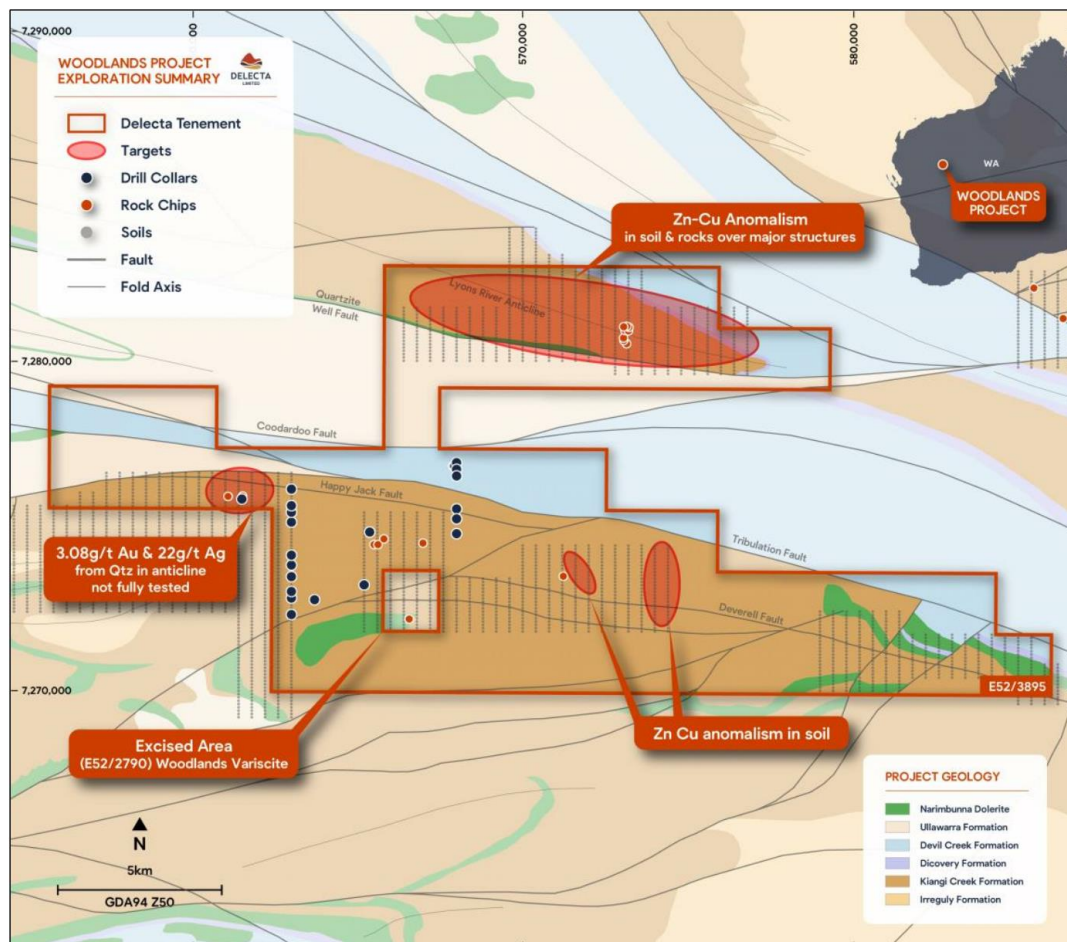 7,290,000
570,000
580,000
WOODLANDS PROJECT
EXPLORATION SUMMARY
DELECTA
LIMITED
Delecta Tenement
Targets
Drill Collars
Rock Chips
Soils
Fault
Fold Axis
WA
WOODLANDS
PROJECT
Zn-Cu Anomalism
in soil & rocks over major structures
Quartzite
Well Fault
Lyons River Anticline
7,280,000
Coodardoo Fault
Happy Jack Fault
Tribulation Fault
3.08g/t Au & 22g/t Ag
from Qtz in anticline
not fully tested
Deverell Fault
7,270,000
E52/3895
Excised Area
(E52/2790) Woodlands Variscite
Zn Cu anomalism in soil
PROJECT GEOLOGY
Narimbunna Dolerite
Ullawarra Formation
Devil Creek Formation
Dicovery Formation
Kiangi Creek Formation
Irreguly Formation
N
5km
GDA94 Z50